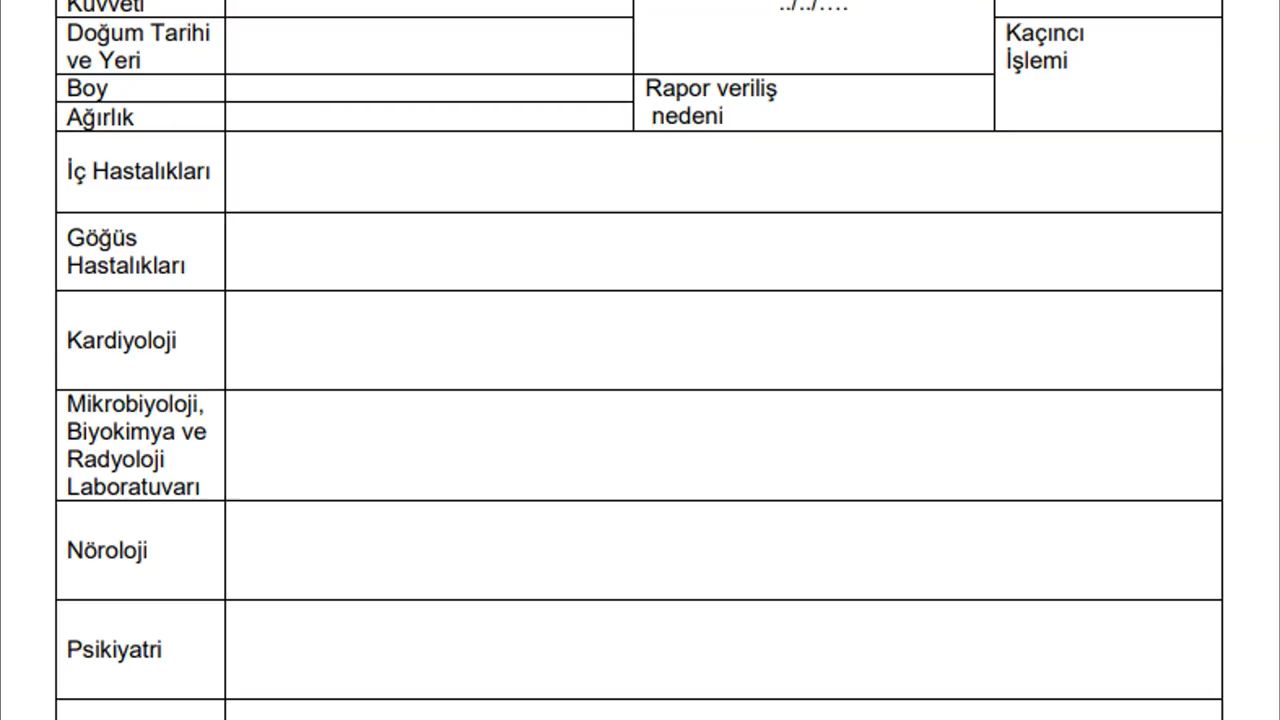 Kuvveti
../../….
Doğum Tarihi
ve Yeri
Kaçıncı
İşlemi
Boy
Rapor veriliş
nedeni
Ağırlık
İç Hastalıkları
Göğüs
Hastalıkları
Kardiyoloji
Mikrobiyoloji,
Biyokimya ve
Radyoloji
Laboratuvarı
Nöroloji
Psikiyatri